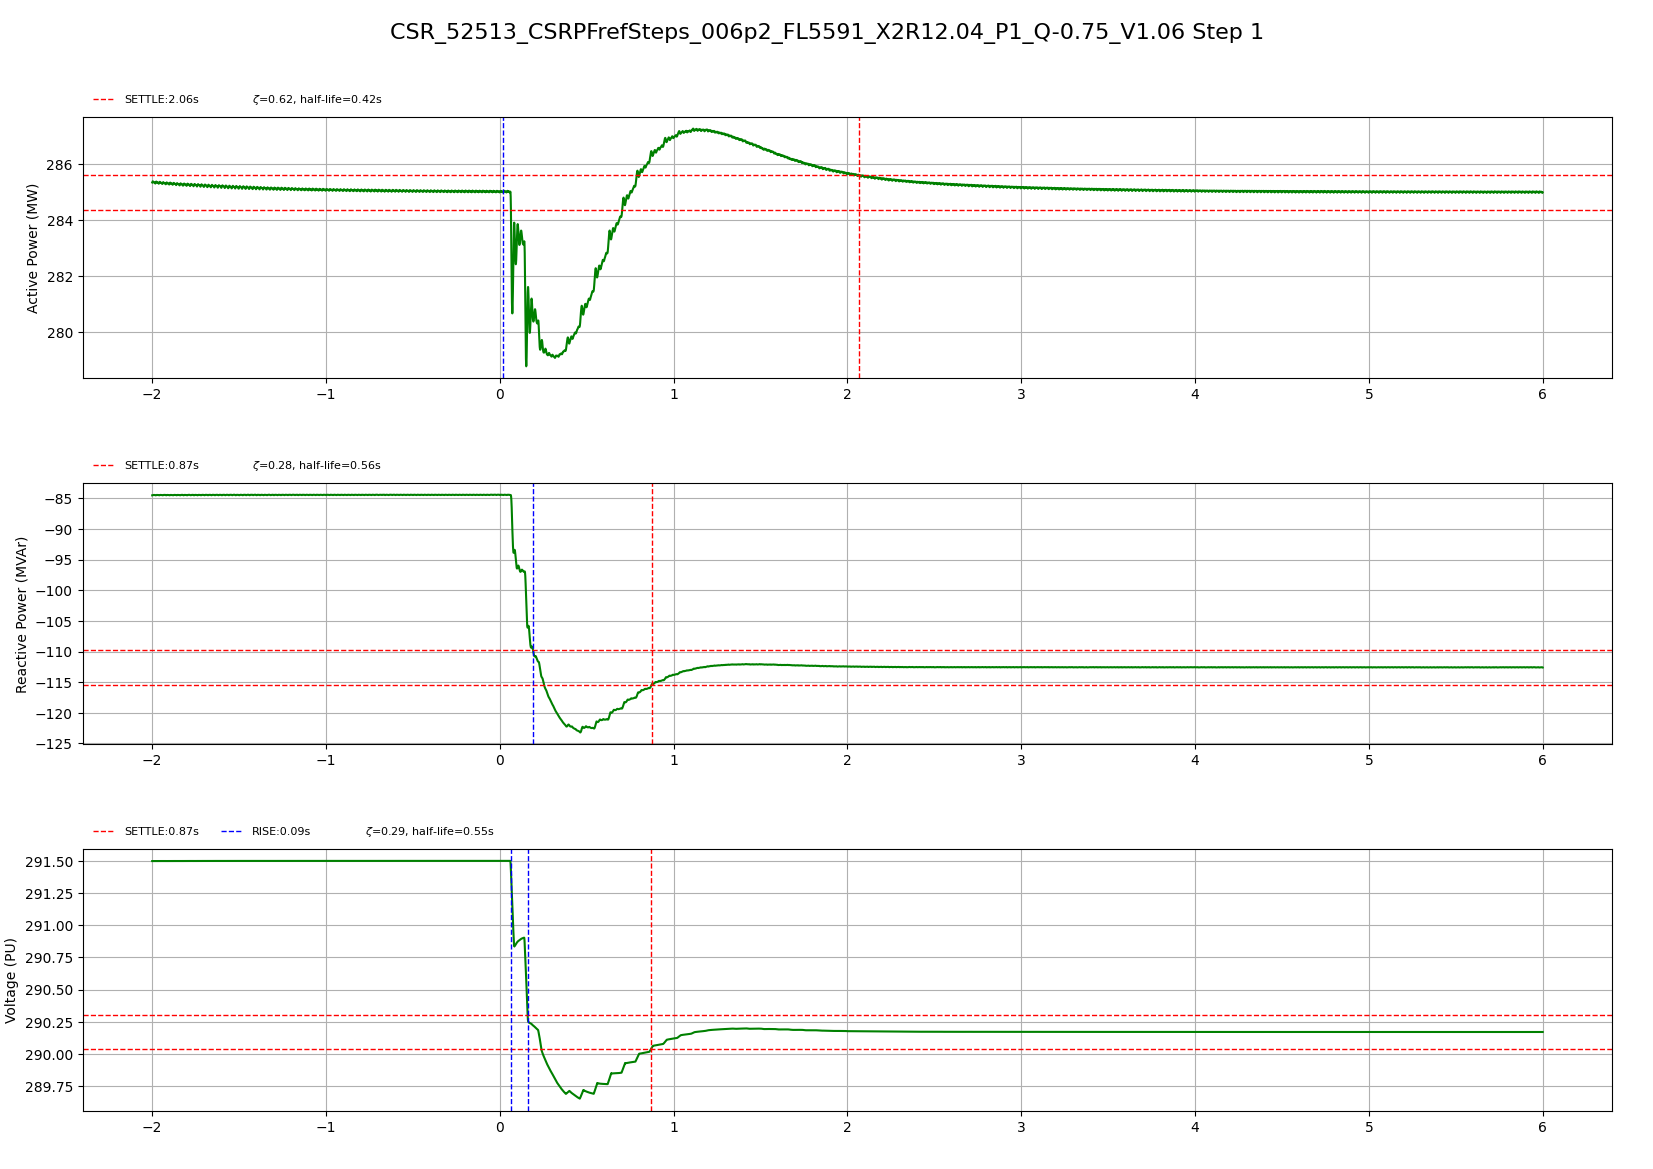 CSR_52513_CSRPFrefSteps_006p2_FL5591_X2R12.04_P1_Q-0.75_V1.06 Step 1
SETTLE:2.06s ζ=0.62, half-life=0.42s
Active Power (MW)
286
284
282
280
−2 −1 0 1 2 3 4 5 6
SETTLE:0.87s ζ=0.28, half-life=0.56s
Reactive Power (MVAr)
−85
−90
−95
−100
−105
−110
−115
−120
−125
−2 −1 0 1 2 3 4 5 6
SETTLE:0.87s RISE:0.09s ζ=0.29, half-life=0.55s
Voltage (PU)
291.50
291.25
291.00
290.75
290.50
290.25
290.00
289.75
−2 −1 0 1 2 3 4 5 6